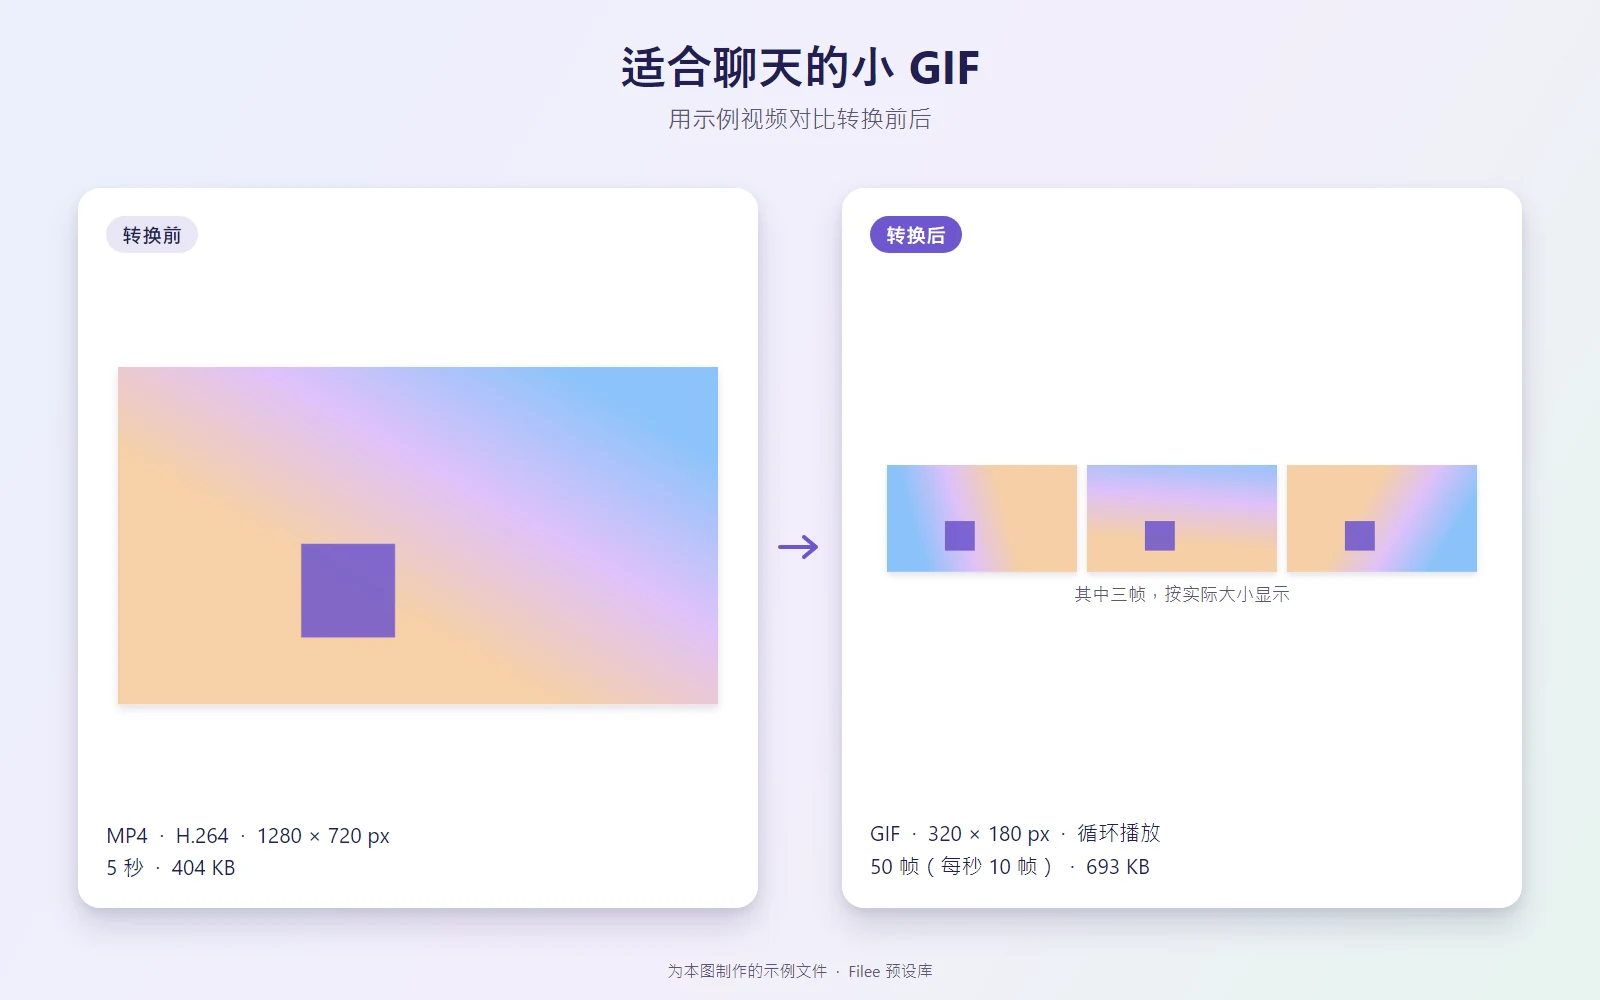 适合聊天的小 GIF
用示例视频对比转换前后
转换前
转换后
其中三帧，按实际大小显示
MP4 · H.264 · 1280 × 720 px
5 秒 · 404 KB
GIF · 320 × 180 px · 循环播放
50 帧（每秒 10 帧） · 693 KB
为本图制作的示例文件 · Filee 预设库